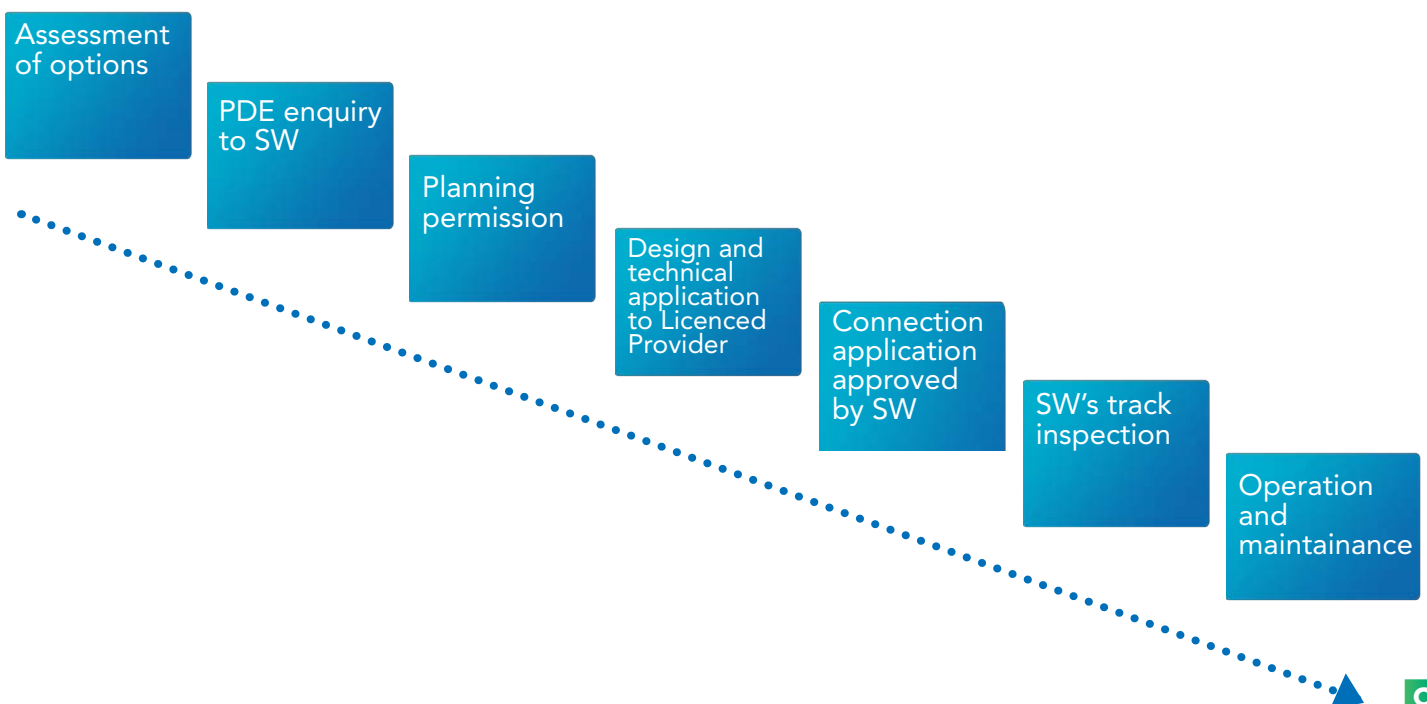 Assessment
of options
PDE enquiry
to SW
Planning
permission
Design and
technical
application
to Licenced
Provider
Connection
application
approved
by SW
SW's track
inspection
Operation
and
maintainance